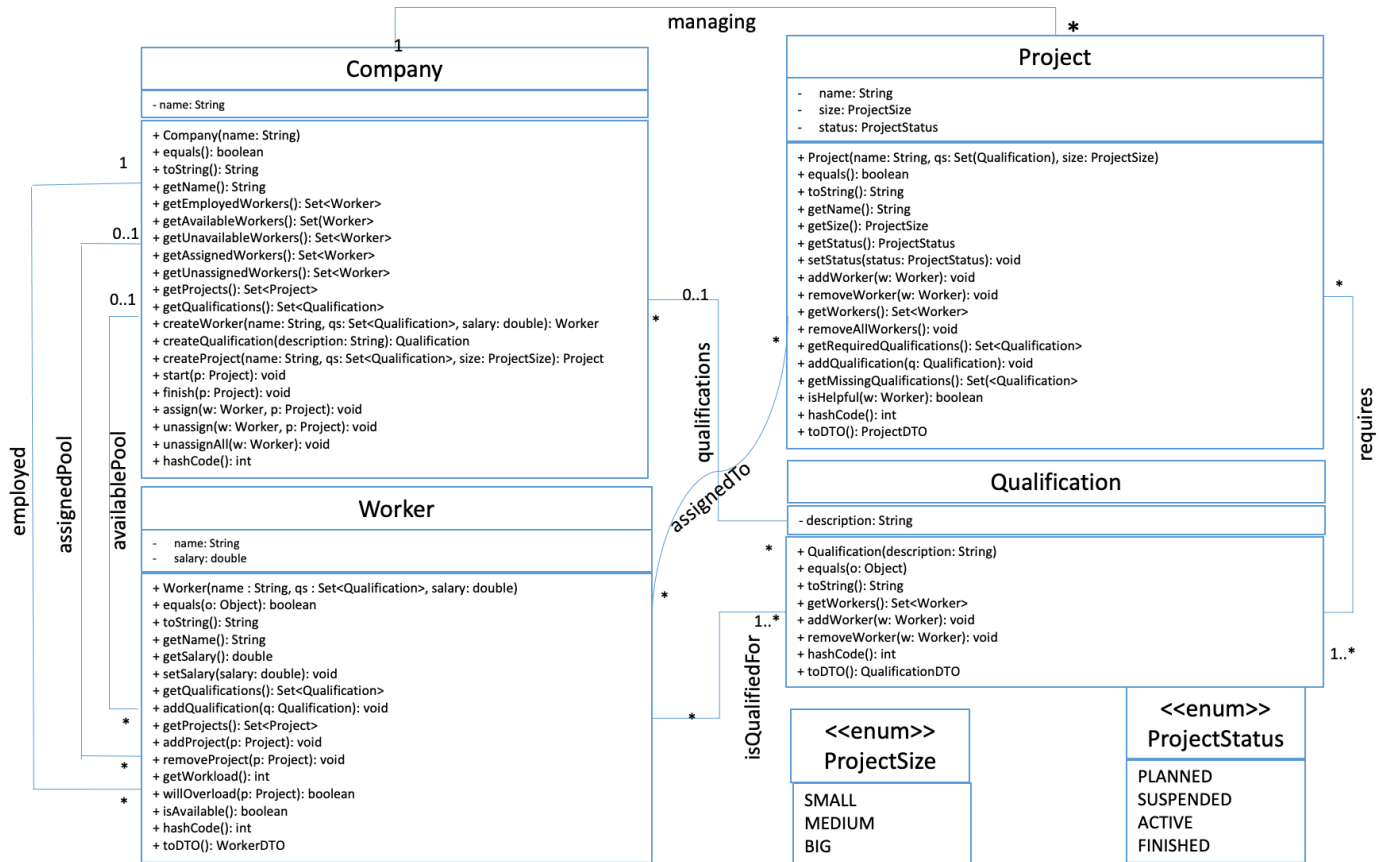 managing
1
*
Company
- name: String
+ Company(name: String)
+ equals(): boolean
+ toString(): String
+ getName(): String
+ getEmployedWorkers(): Set<Worker>
+ getAvailableWorkers(): Set(Worker>
+ getUnavailableWorkers(): Set<Worker>
+ getAssignedWorkers(): Set<Worker>
+ getUnassignedWorkers(): Set<Worker>
+ getProjects(): Set<Project>
+ getQualifications(): Set<Qualification>
+ createWorker(name: String, qs: Set<Qualification>, salary: double): Worker
+ createQualification(description: String): Qualification
+ createProject(name: String, qs: Set<Qualification>, size: ProjectSize): Project
+ start(p: Project): void
+ finish(p: Project): void
+ assign(w: Worker, p: Project): void
+ unassign(w: Worker, p: Project): void
+ unassignAll(w: Worker): void
+ hashCode(): int
Project
- name: String
- size: ProjectSize
- status: ProjectStatus
+ Project(name: String, qs: Set(Qualification), size: ProjectSize)
+ equals(): boolean
+ toString(): String
+ getName(): String
+ getSize(): ProjectSize
+ getStatus(): ProjectStatus
+ setStatus(status: ProjectStatus): void
+ addWorker(w: Worker): void
+ removeWorker(w: Worker): void
+ getWorkers(): Set<Worker>
+ removeAllWorkers(): void
+ getRequiredQualifications(): Set<Qualification>
+ addQualification(q: Qualification): void
+ getMissingQualifications(): Set(<Qualification>
+ isHelpful(w: Worker): boolean
+ hashCode(): int
+ toDTO(): ProjectDTO
1
0..1
0..1
employed
assignedPool
availablePool
*
*
*
0..1
*
qualifications
*
assignedTo
*
*
requires
1..*
*
1..*
isQualifiedFor
*
Worker
- name: String
- salary: double
+ Worker(name : String, qs : Set<Qualification>, salary: double)
+ equals(o: Object): boolean
+ toString(): String
+ getName(): String
+ getSalary(): double
+ setSalary(salary: double): void
+ getQualifications(): Set<Qualification>
+ addQualification(q: Qualification): void
+ getProjects(): Set<Project>
+ addProject(p: Project): void
+ removeProject(p: Project): void
+ getWorkload(): int
+ willOverload(p: Project): boolean
+ isAvailable(): boolean
+ hashCode(): int
+ toDTO(): WorkerDTO
Qualification
- description: String
+ Qualification(description: String)
+ equals(o: Object)
+ toString(): String
+ getWorkers(): Set<Worker>
+ addWorker(w: Worker): void
+ removeWorker(w: Worker): void
+ hashCode(): int
+ toDTO(): QualificationDTO
<<enum>>
ProjectSize
SMALL
MEDIUM
BIG
<<enum>>
ProjectStatus
PLANNED
SUSPENDED
ACTIVE
FINISHED